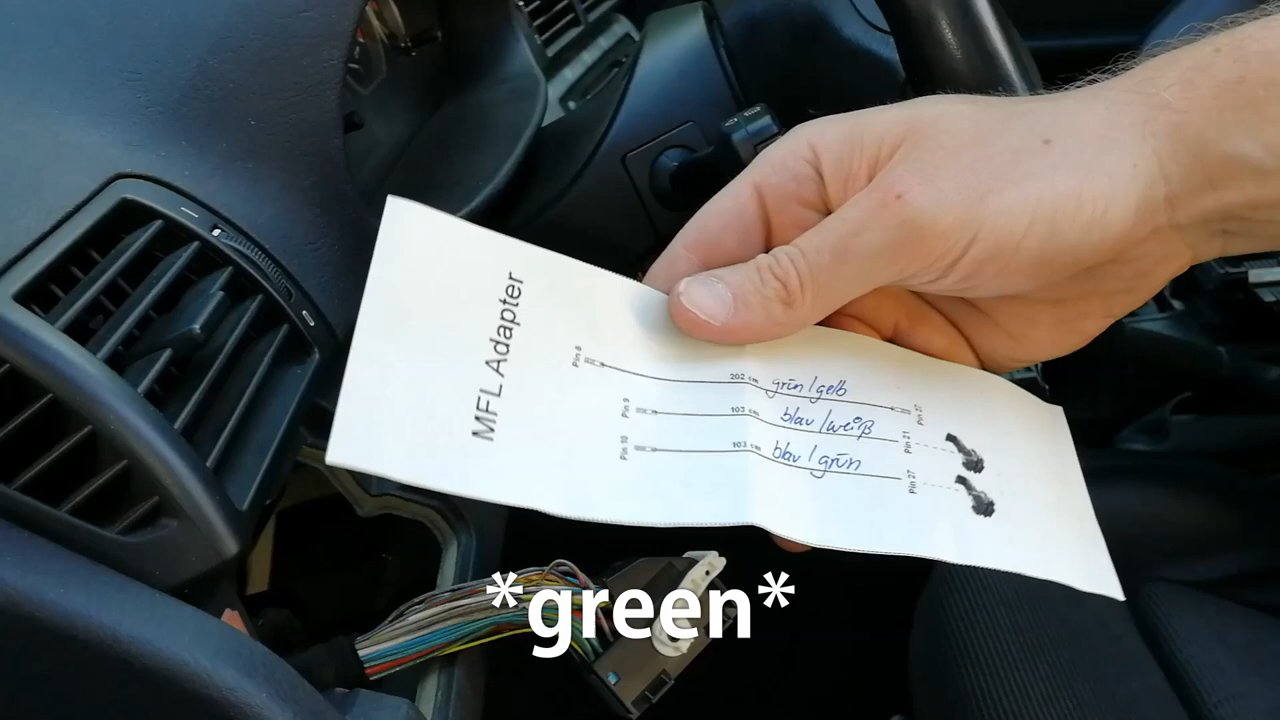 MFL Adapter
Pin 8 202 cm grün/gelb Pin 27
Pin 9 103 cm blau/weiß Pin 21
Pin 10 103 cm blau/grün Pin 27
*green*